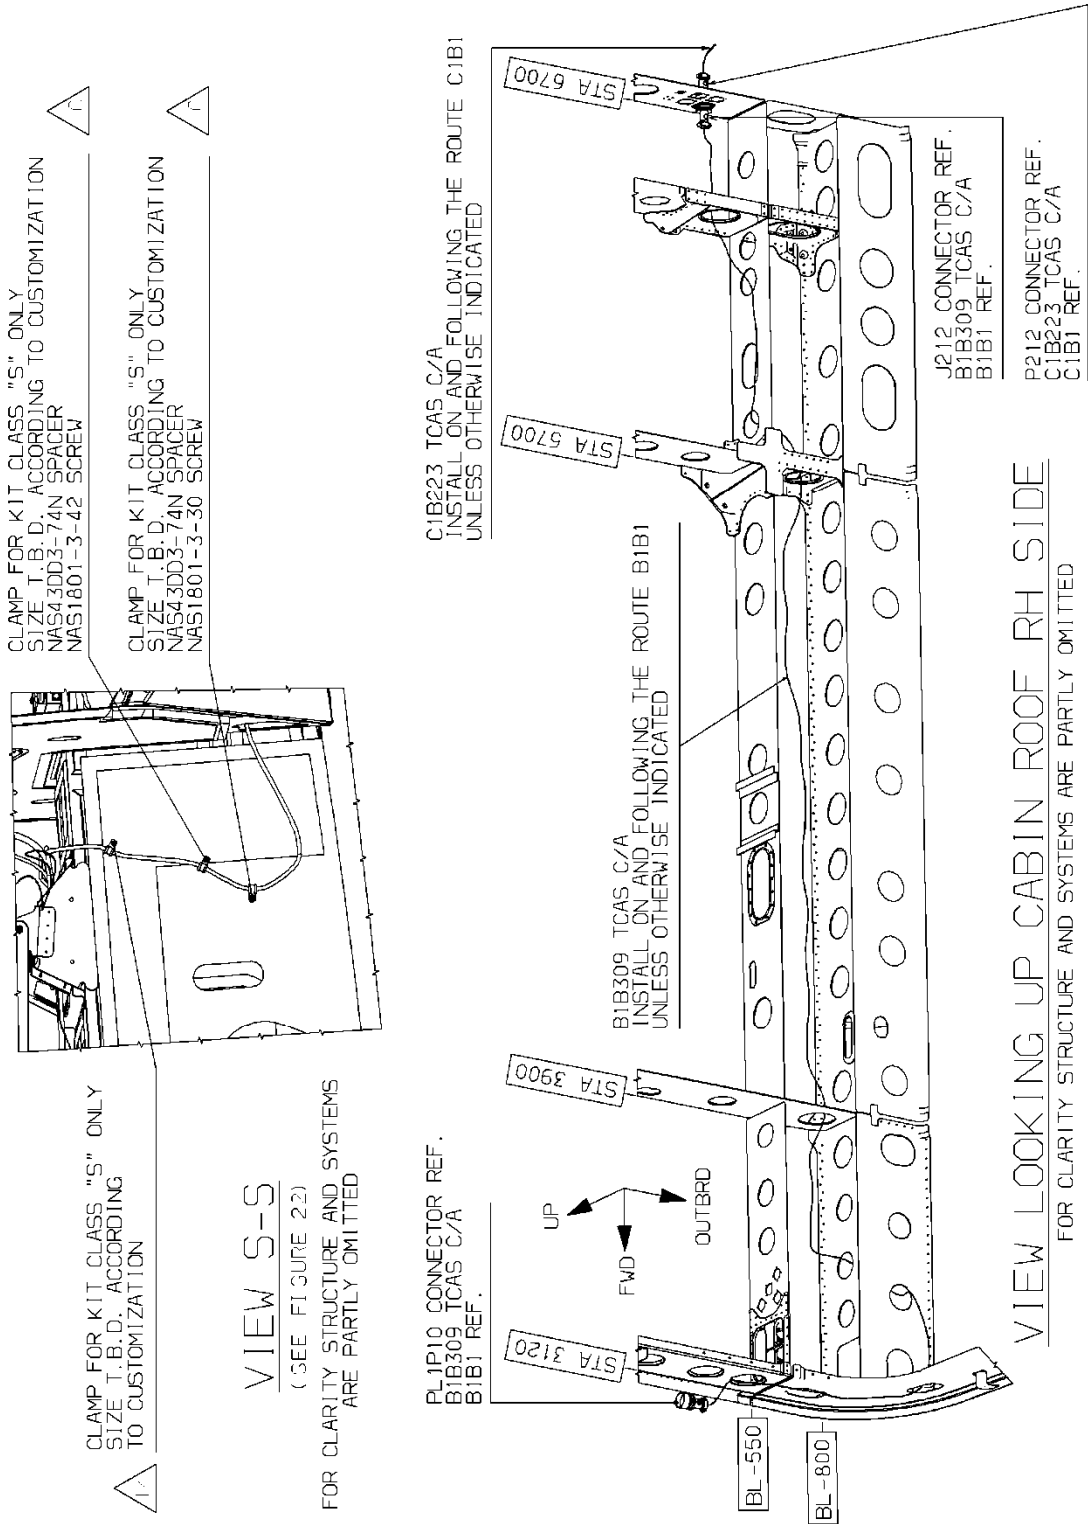 CLAMP FOR KIT CLASS "S" ONLY
SIZE T.B.D. ACCORDING
TO CUSTOMIZATION
CLAMP FOR KIT CLASS "S" ONLY
SIZE T.B.D. ACCORDING TO CUSTOMIZATION
NAS43DD3-74N SPACER
NAS1801-3-42 SCREW
CLAMP FOR KIT CLASS "S" ONLY
SIZE T.B.D. ACCORDING TO CUSTOMIZATION
NAS43DD3-74N SPACER
NAS1801-3-30 SCREW
VIEW S-S
(SEE FIGURE 22)
FOR CLARITY STRUCTURE AND SYSTEMS
ARE PARTLY OMITTED
PL1P10 CONNECTOR REF.
B1B309 TCAS C/A
B1B1 REF.
C1B223 TCAS C/A
INSTALL ON AND FOLLOWING THE ROUTE C1B1
UNLESS OTHERWISE INDICATED
B1B309 TCAS C/A
INSTALL ON AND FOLLOWING THE ROUTE B1B1
UNLESS OTHERWISE INDICATED
STA 3120
STA 3900
STA 5700
STA 6700
UP
FWD
OUTBRD
BL-550
BL-800
J212 CONNECTOR REF.
B1B309 TCAS C/A
B1B1 REF.
P212 CONNECTOR REF.
C1B223 TCAS C/A
C1B1 REF.
VIEW LOOKING UP CABIN ROOF RH SIDE
FOR CLARITY STRUCTURE AND SYSTEMS ARE PARTLY OMITTED